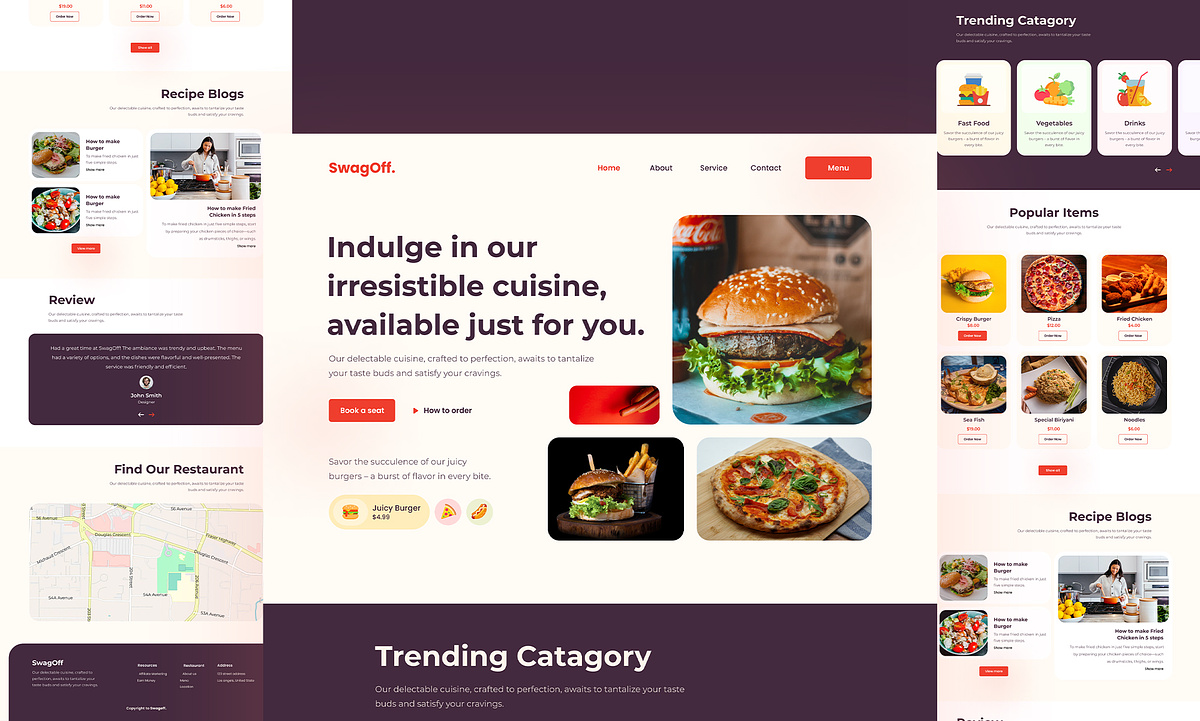 $19.00
$11.00
$6.00
Order Now
Order Now
Order Now
Show all
Recipe Blogs
Our delectable cuisine, crafted to perfection, awaits to tantalize your taste
buds and satisfy your cravings.
How to make
Burger
To make fried chicken in just
five simple steps.
Show more
How to make
Burger
To make fried chicken in just
five simple steps.
Show more
How to make Fried
Chicken in 5 steps
To make fried chicken in just five simple steps, start
by preparing your chicken pieces of choice—such
as drumsticks, thighs, or wings.
Show more
View more
Review
Our delectable cuisine, crafted to perfection, awaits to tantalize your taste
buds and satisfy your cravings.
Had a great time at SwagOff! The ambiance was trendy and upbeat. The menu
had a variety of options, and the dishes were flavorful and well-presented. The
service was friendly and efficient.
John Smith
Designer
Find Our Restaurant
Our delectable cuisine, crafted to perfection, awaits to tantalize your taste
buds and satisfy your cravings.
56 Avenue
56 Avenue
Douglas Crescent
Fraser Highway
Michaud Crescent
Douglas Crescent
204 Street
54A Avenue
54A Avenue
53A Avenue
203 Street
206 Street
SwagOff
Our delectable cuisine, crafted to
perfection, awaits to tantalize your
taste buds and satisfy your cravings.
Resources
Affiliate Marketing
Earn Money
Restaurant
About us
Menu
Location
Address
123 street address
Los angels, United States
Copyright to Swagoff.
SwagOff.
Home
About
Service
Contact
Menu
Indulge in our
irresistible cuisine,
available just for you.
Our delectable cuisine, crafted to perfection, awaits to tantalize
your taste buds and satisfy your cravings.
Book a seat
How to order
Savor the succulence of our juicy
burgers – a burst of flavor in every bite.
Juicy Burger
$4.99
Coca-Cola
Trending Catagory
Our delectable cuisine, crafted to perfection, awaits to tantalize your taste
buds and satisfy your cravings.
Trending Catagory
Our delectable cuisine, crafted to perfection, awaits to tantalize your taste
buds and satisfy your cravings.
Fast Food
Savor the succulence of our juicy
burgers - a burst of flavor in
every bite.
Vegetables
Savor the succulence of our juicy
burgers - a burst of flavor in
every bite.
Drinks
Savor the succulence of our juicy
burgers - a burst of flavor in
every bite.
Popular Items
Our delectable cuisine, crafted to perfection, awaits to tantalize your taste
buds and satisfy your cravings.
Crispy Burger
$8.00
Order Now
Pizza
$12.00
Order Now
Fried Chicken
$4.00
Order Now
Sea Fish
$19.00
Order Now
Special Biriyani
$11.00
Order Now
Noodles
$6.00
Order Now
Show all
Recipe Blogs
Our delectable cuisine, crafted to perfection, awaits to tantalize your taste
buds and satisfy your cravings.
How to make
Burger
To make fried chicken in just
five simple steps.
Show more
How to make
Burger
To make fried chicken in just
five simple steps.
Show more
How to make Fried
Chicken in 5 steps
To make fried chicken in just five simple steps, start
by preparing your chicken pieces of choice—such
as drumsticks, thighs, or wings.
Show more
View more